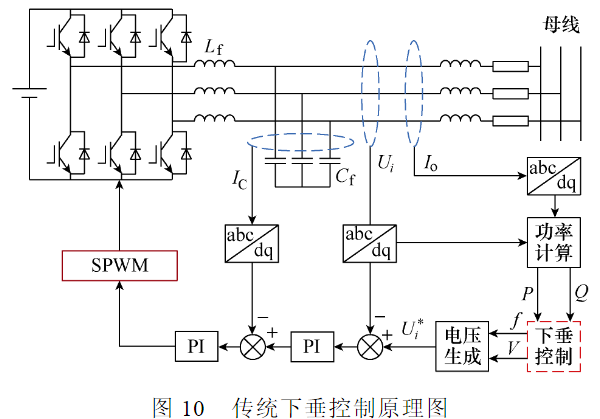 母线
L_f
I_C
C_f
U_i
I_o
abc
dq
abc
dq
abc
dq
功率
计算
SPWM
P
Q
PI
−
+
PI
−
+
U_i^*
电压
生成
f
V
下垂
控制
图 10 传统下垂控制原理图